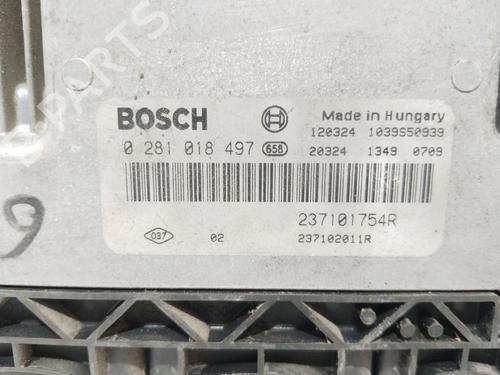 B-PARTS
BOSCH
Made in Hungary
120324 1039S50939
0 281 018 497 658
20324 1349 0709
237101754R
037 02 237102011R
9